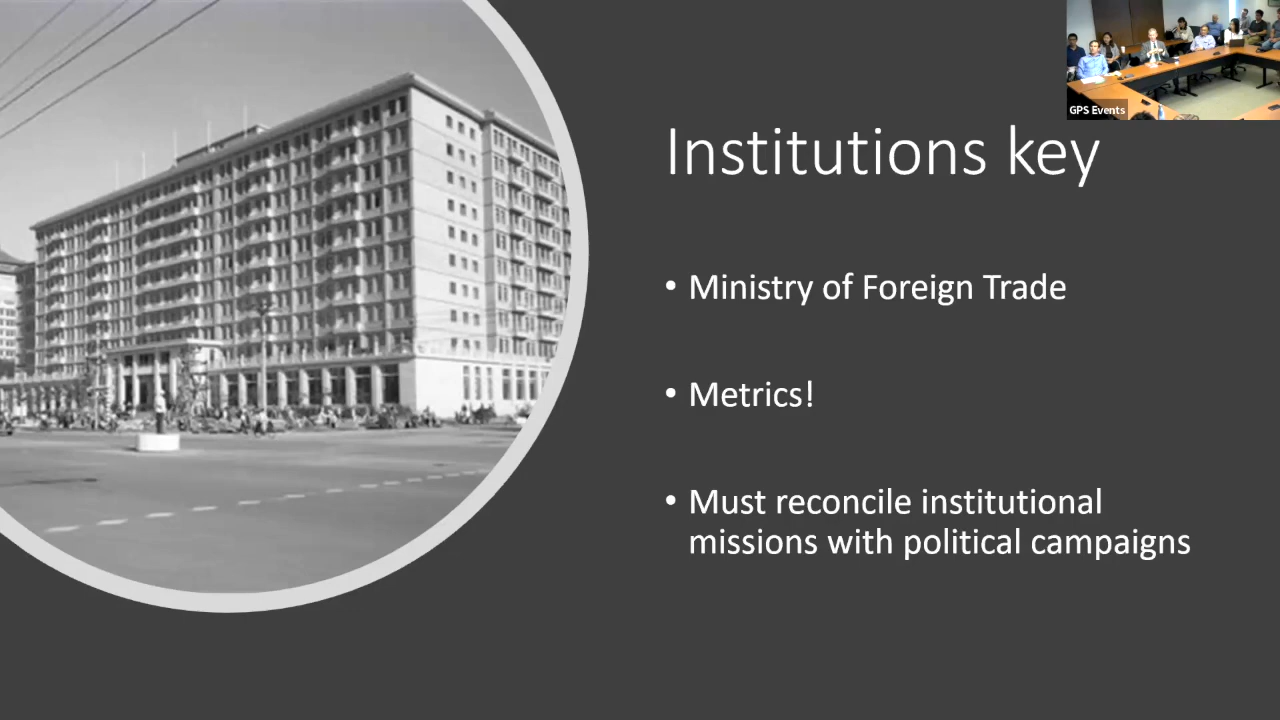 GPS Events
Institutions key
• Ministry of Foreign Trade
• Metrics!
• Must reconcile institutional
missions with political campaigns